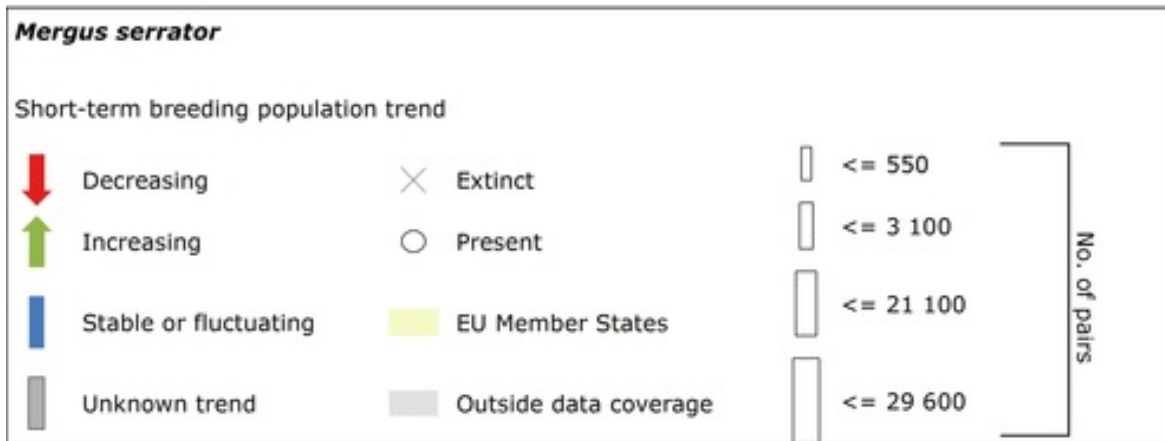 Mergus serrator
Short-term breeding population trend
Decreasing
Increasing
Stable or fluctuating
Unknown trend
Extinct
Present
EU Member States
Outside data coverage
<= 550
<= 3 100
<= 21 100
<= 29 600
No. of pairs